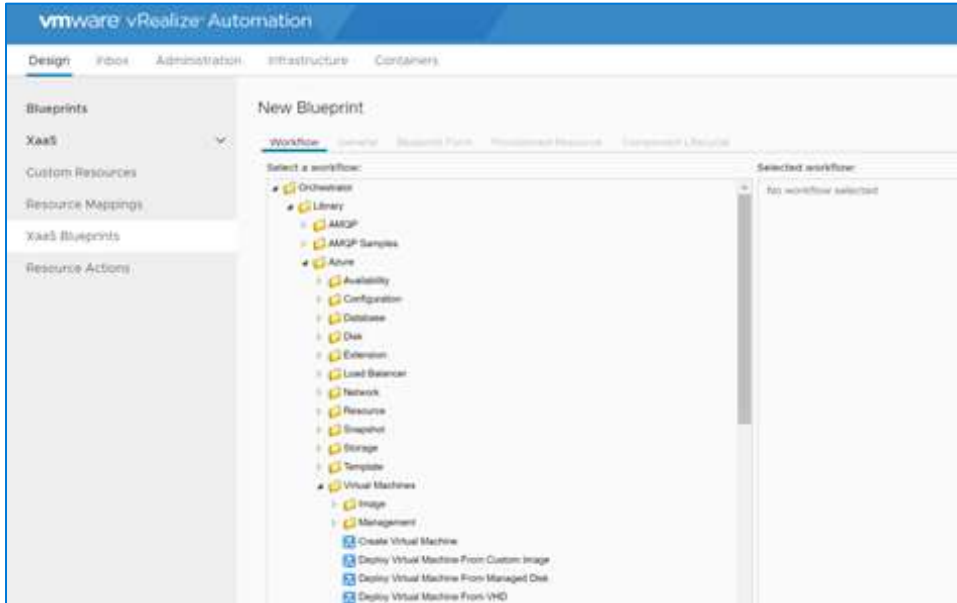 vmware vRealize Automation
Design Inbox Administration Infrastructure Containers
Blueprints
XaaS
Custom Resources
Resource Mappings
XaaS Blueprints
Resource Actions
New Blueprint
Workflow General Request Form Provisioned Resource Component Lifecycle
Select a workflow:
Orchestrator
Library
AMQP
AMQP Samples
Azure
Availability
Configuration
Database
Disk
Extension
Load Balancer
Network
Resource
Snapshot
Storage
Template
Virtual Machines
Image
Management
Create Virtual Machine
Deploy Virtual Machine From Custom Image
Deploy Virtual Machine From Managed Disk
Deploy Virtual Machine From VHD
Selected workflow:
No workflow selected